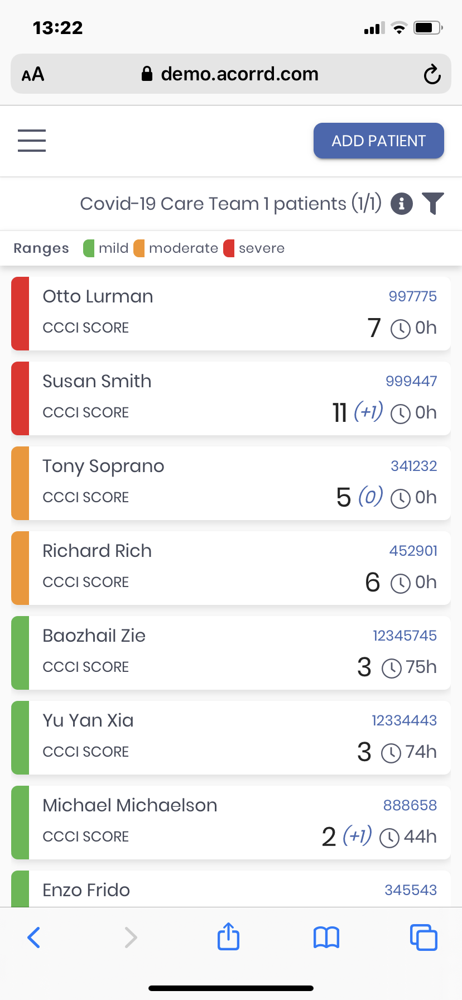 13:22
AA demo.acorrd.com
ADD PATIENT
Covid-19 Care Team 1 patients (1/1)
Ranges mild moderate severe
Otto Lurman 997775
CCCI SCORE 7 0h
Susan Smith 999447
CCCI SCORE 11 (+1) 0h
Tony Soprano 341232
CCCI SCORE 5 (0) 0h
Richard Rich 452901
CCCI SCORE 6 0h
Baozhail Zie 12345745
CCCI SCORE 3 75h
Yu Yan Xia 12334443
CCCI SCORE 3 74h
Michael Michaelson 888658
CCCI SCORE 2 (+1) 44h
Enzo Frido 345543